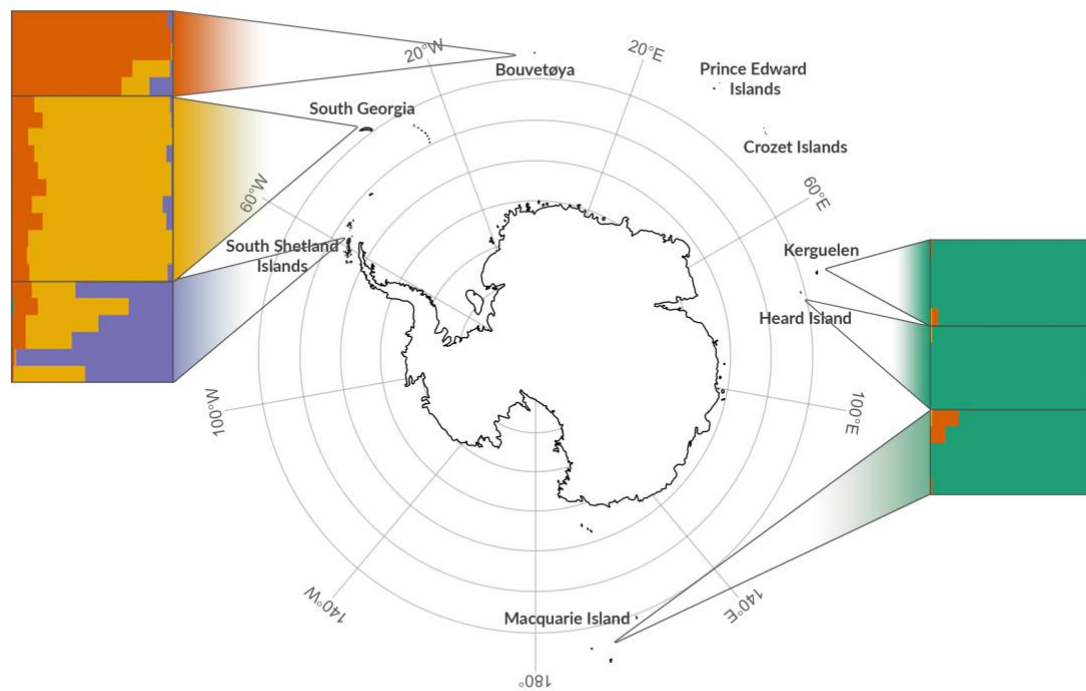 20°W
20°E
Bouvetøya
Prince Edward
Islands
South Georgia
Crozet Islands
60°W
60°E
South Shetland
Islands
Kerguelen
Heard Island
100°W
100°E
140°W
140°E
Macquarie Island
180°